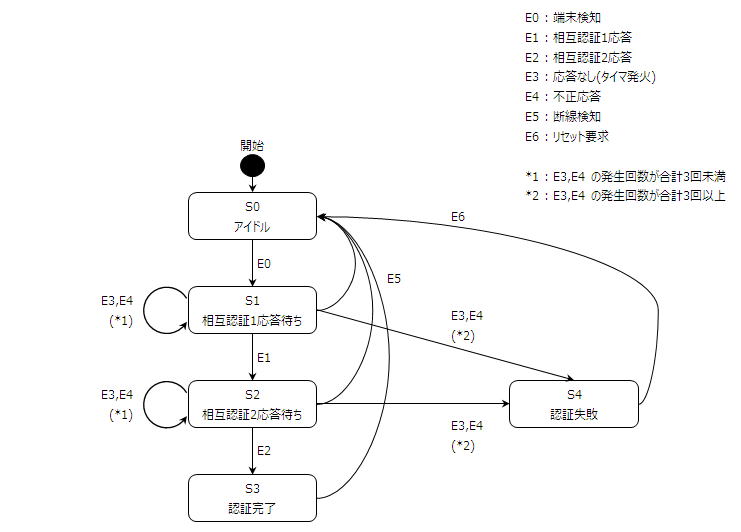 E0 : 端末検知
E1 : 相互認証1応答
E2 : 相互認証2応答
E3 : 応答なし(タイマ発火)
E4 : 不正応答
E5 : 断線検知
E6 : リセット要求
*1 : E3,E4 の発生回数が合計3回未満
*2 : E3,E4 の発生回数が合計3回以上
開始
S0
アイドル
E6
E0
E5
E3,E4
(*1)
S1
相互認証1応答待ち
E3,E4
(*2)
E1
E3,E4
(*1)
S2
相互認証2応答待ち
S4
認証失敗
E3,E4
(*2)
E2
S3
認証完了